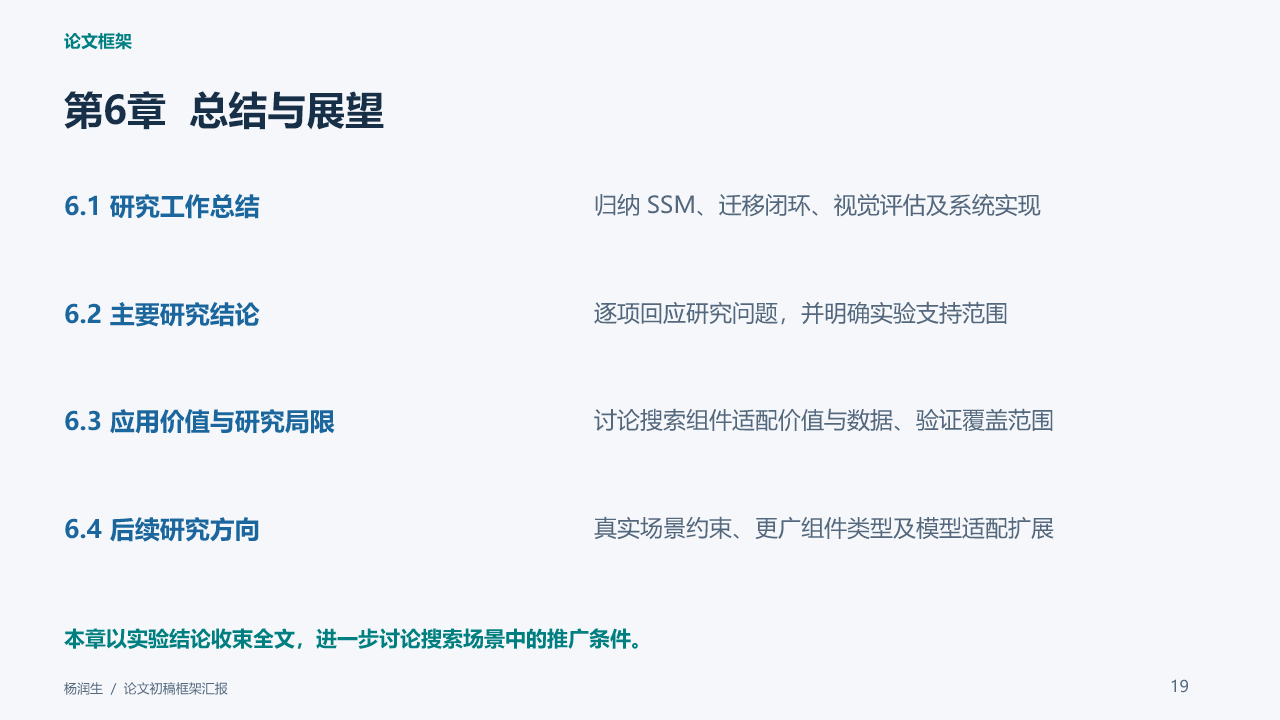 论文框架
第6章 总结与展望
6.1 研究工作总结
归纳 SSM、迁移闭环、视觉评估及系统实现
6.2 主要研究结论
逐项回应研究问题，并明确实验支持范围
6.3 应用价值与研究局限
讨论搜索组件适配价值与数据、验证覆盖范围
6.4 后续研究方向
真实场景约束、更广组件类型及模型适配扩展
本章以实验结论收束全文，进一步讨论搜索场景中的推广条件。
杨润生 / 论文初稿框架汇报
19